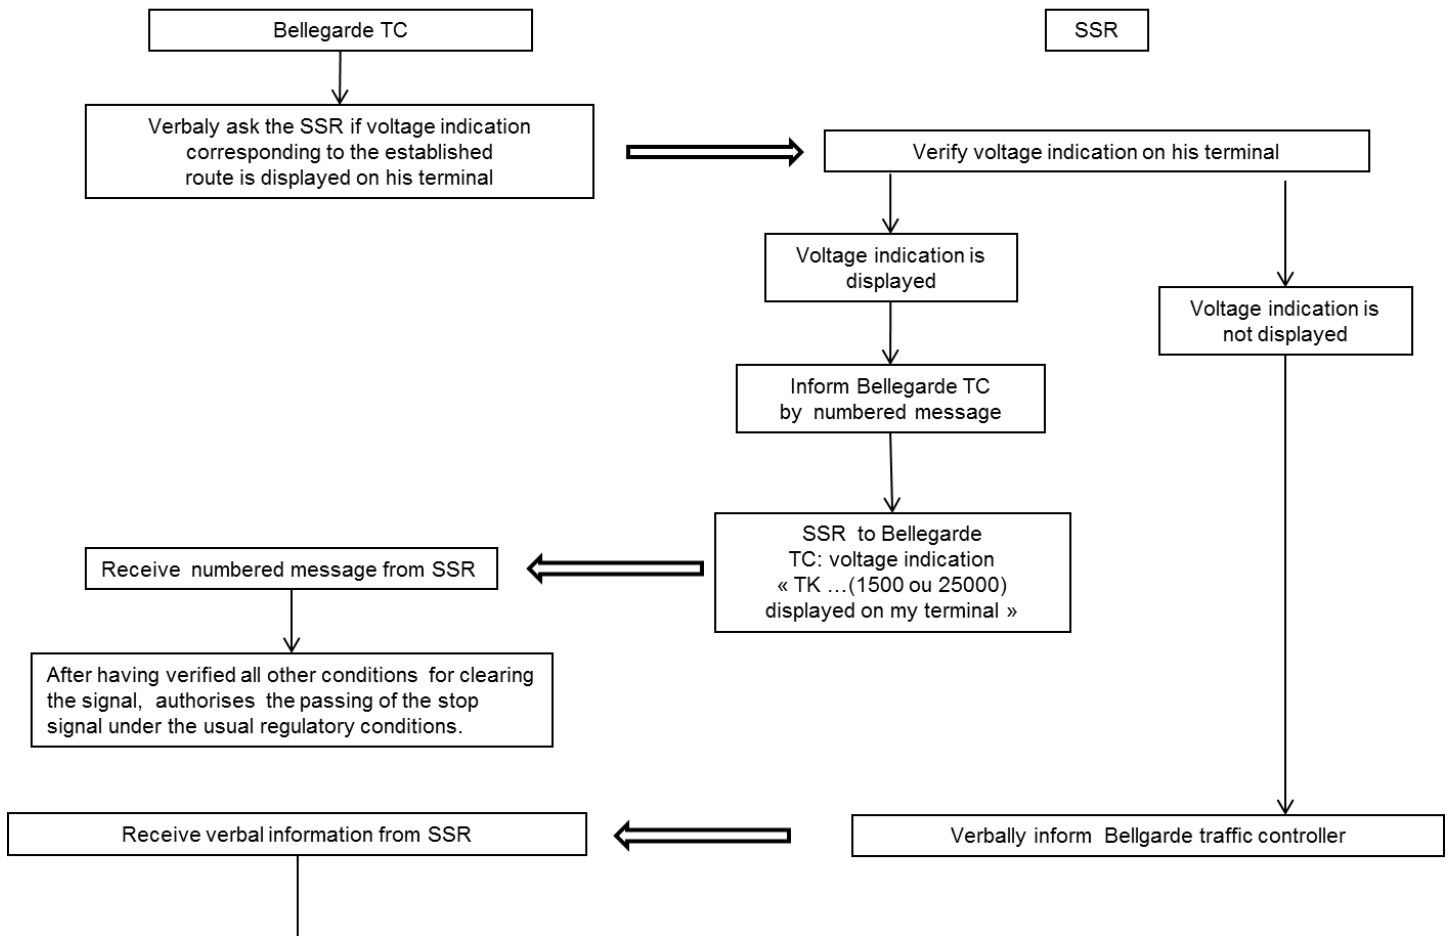 Bellegarde TC
SSR
Verbaly ask the SSR if voltage indication
corresponding to the established
route is displayed on his terminal
Verify voltage indication on his terminal
Voltage indication is
displayed
Voltage indication is
not displayed
Inform Bellegarde TC
by numbered message
SSR to Bellegarde
TC: voltage indication
« TK ...(1500 ou 25000)
displayed on my terminal »
Receive numbered message from SSR
After having verified all other conditions for clearing
the signal, authorises the passing of the stop
signal under the usual regulatory conditions.
Receive verbal information from SSR
Verbally inform Bellgarde traffic controller